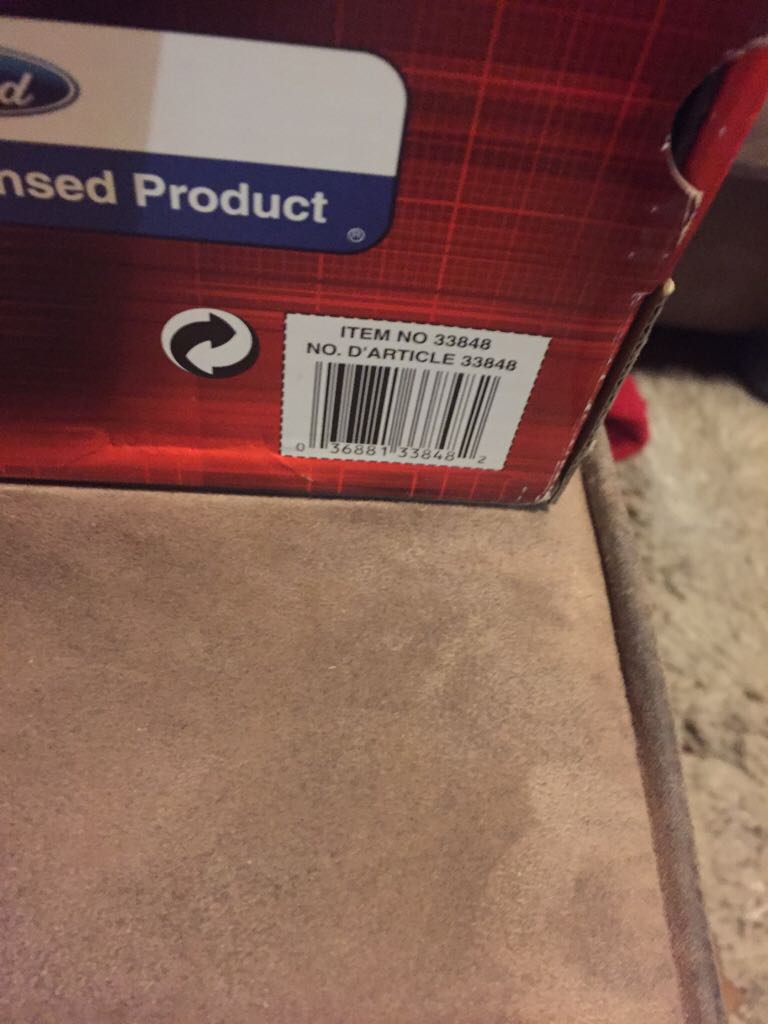 d
nsed Product
®
ITEM NO 33848
NO. D'ARTICLE 33848
0 36881 33848 2